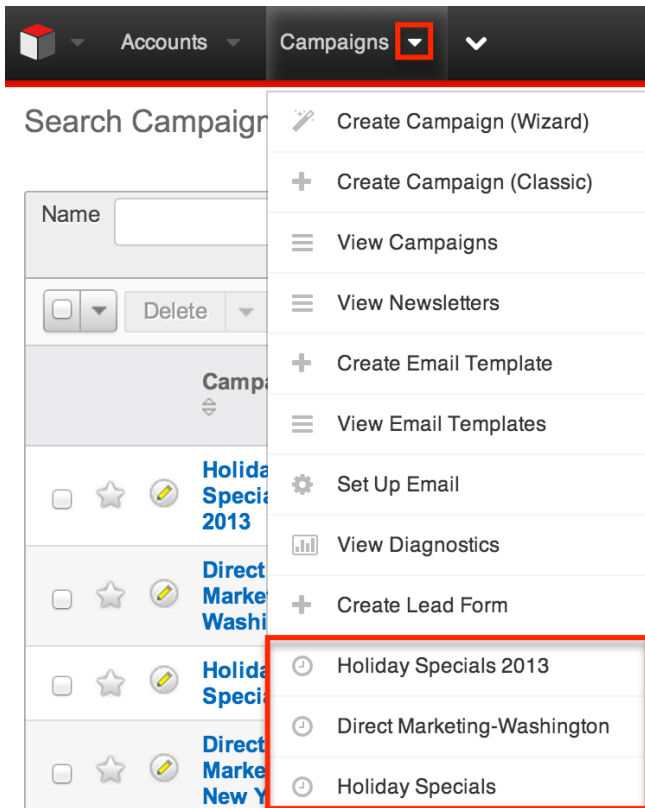 Accounts
Campaigns
Search Campaign
Create Campaign (Wizard)
Create Campaign (Classic)
View Campaigns
View Newsletters
Create Email Template
View Email Templates
Set Up Email
View Diagnostics
Create Lead Form
Holiday Specials 2013
Direct Marketing-Washington
Holiday Specials
Name
Delete
Campa
Holida
Specia
2013
Direct
Marke
Washi
Holida
Specia
Direct
Marke
New Y